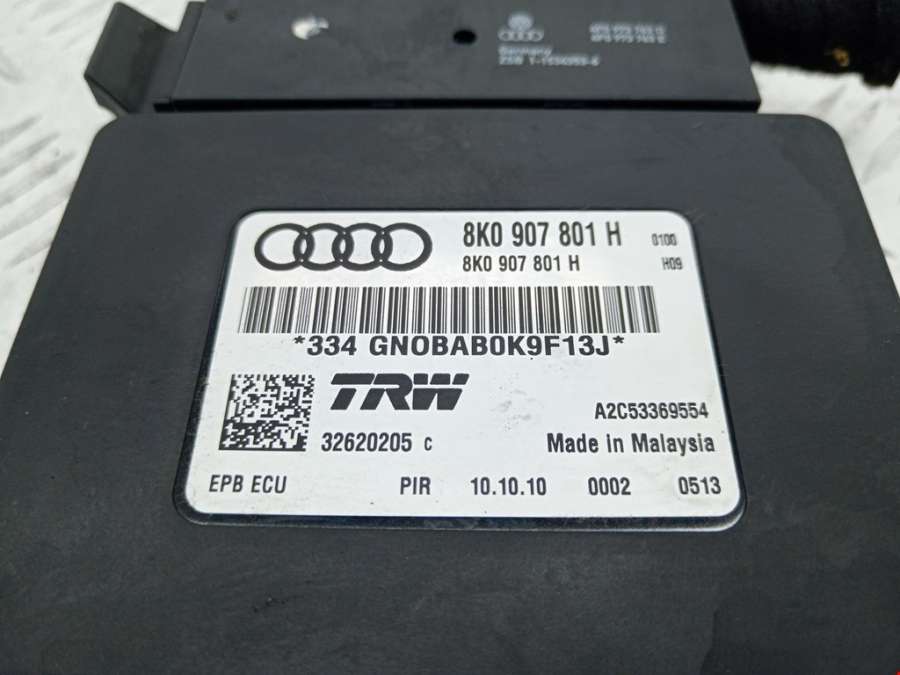 Germany
8K0 907 801 H 0100
8K0 907 801 H H09
*334 GNOBAB0K9F13J*
TRW
A2C53369554
32620205 C Made in Malaysia
EPB ECU PIR 10.10.10 0002 0513